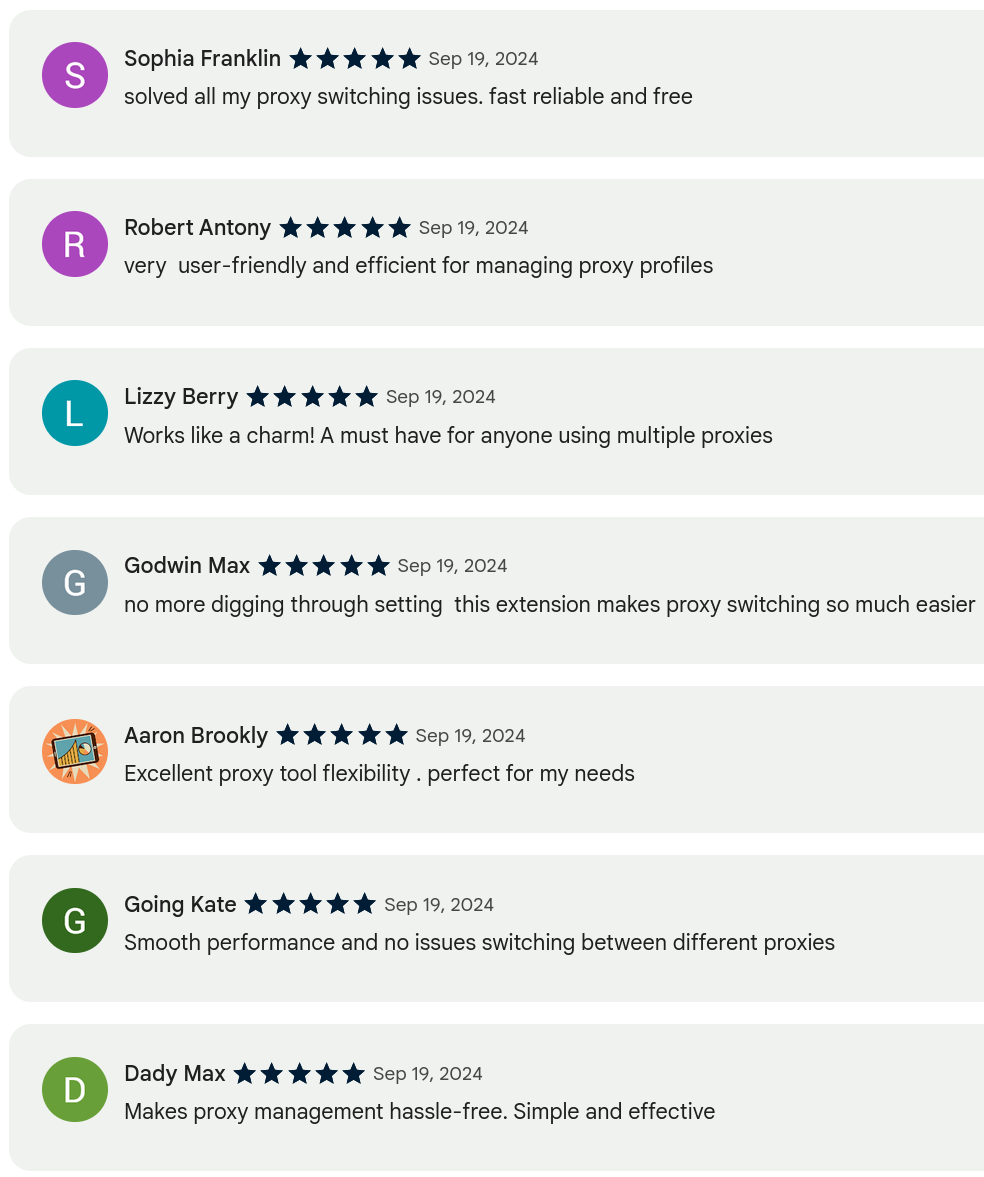 S
Sophia Franklin ★★★★★ Sep 19, 2024
solved all my proxy switching issues. fast reliable and free
R
Robert Antony ★★★★★ Sep 19, 2024
very  user-friendly and efficient for managing proxy profiles
L
Lizzy Berry ★★★★★ Sep 19, 2024
Works like a charm! A must have for anyone using multiple proxies
G
Godwin Max ★★★★★ Sep 19, 2024
no more digging through setting  this extension makes proxy switching so much easier
Aaron Brookly ★★★★★ Sep 19, 2024
Excellent proxy tool flexibility . perfect for my needs
G
Going Kate ★★★★★ Sep 19, 2024
Smooth performance and no issues switching between different proxies
D
Dady Max ★★★★★ Sep 19, 2024
Makes proxy management hassle-free. Simple and effective